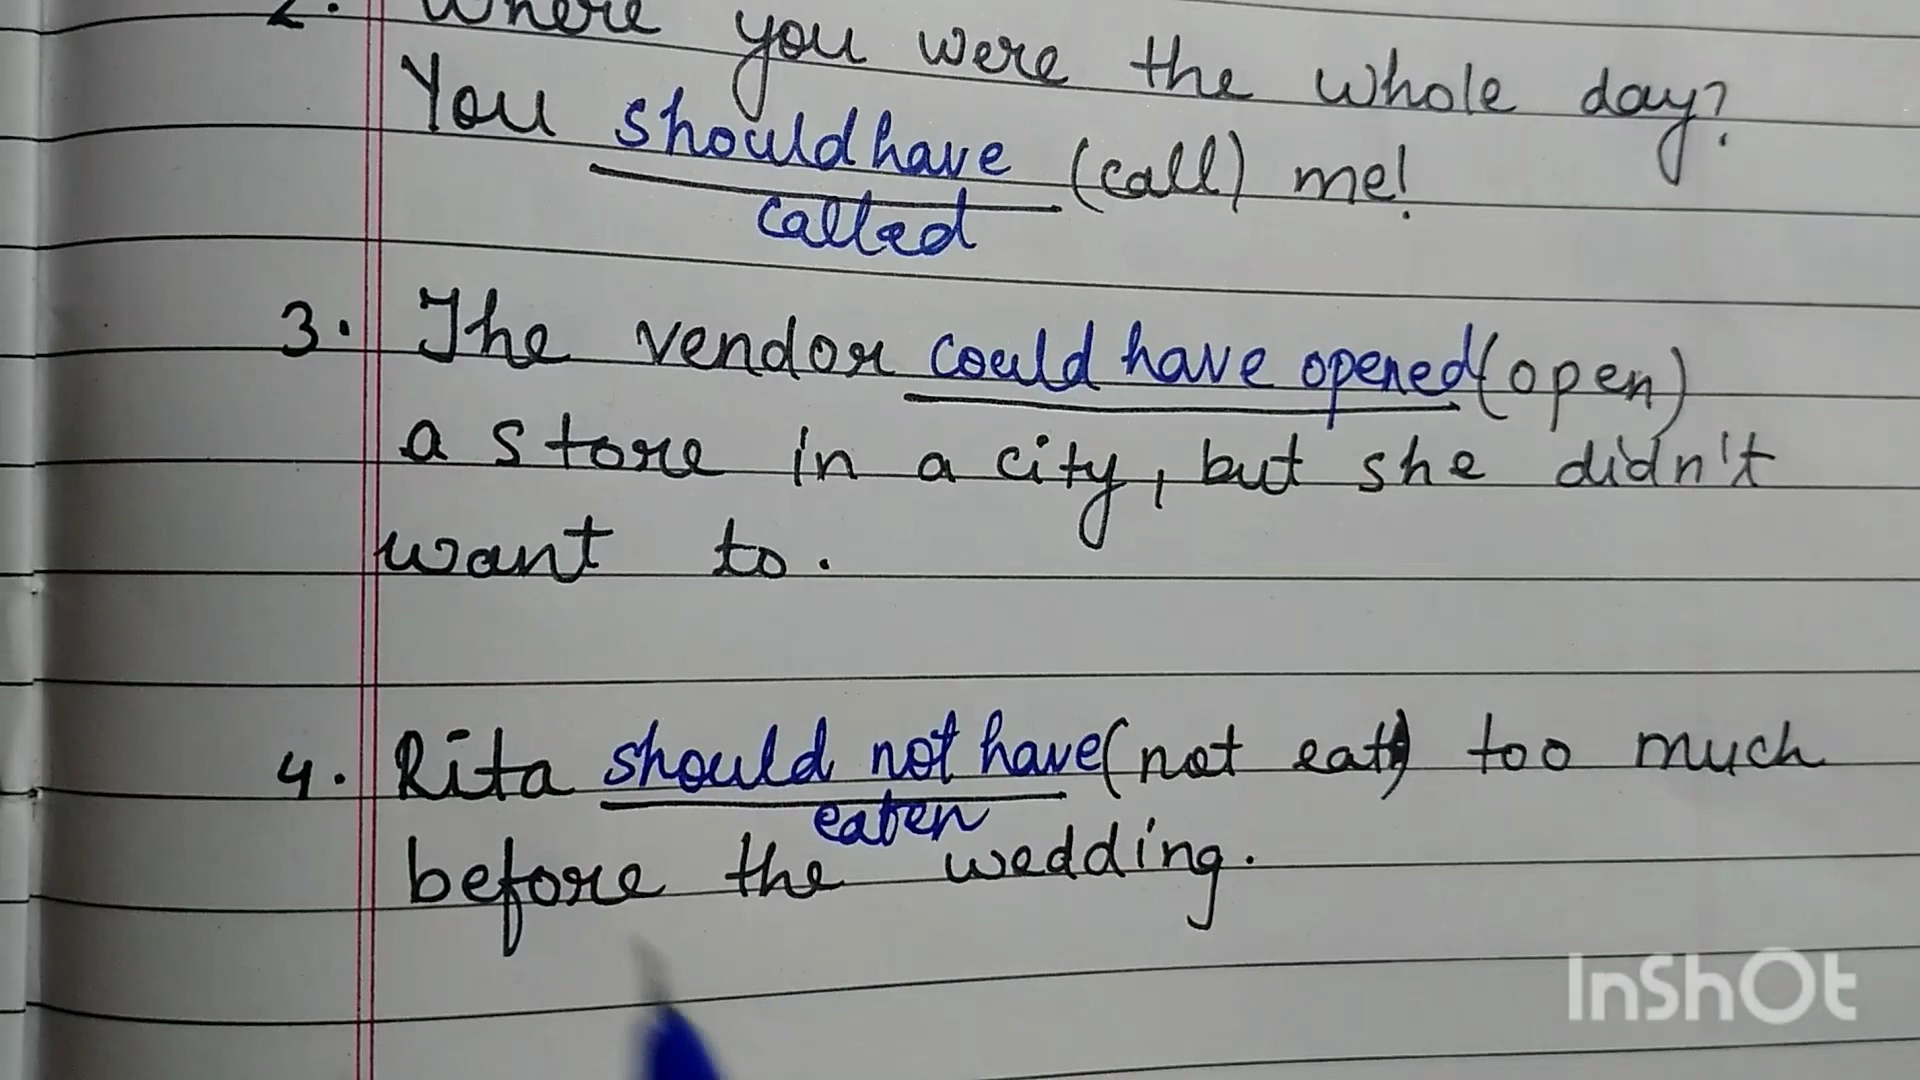 2. Where you were the whole day?
You should have (call) me!
called
3. The vendor could have opened (open)
a store in a city, but she didn't
want to.
4. Rita should not have (not eat) too much
eaten
before the wedding.
InShOt